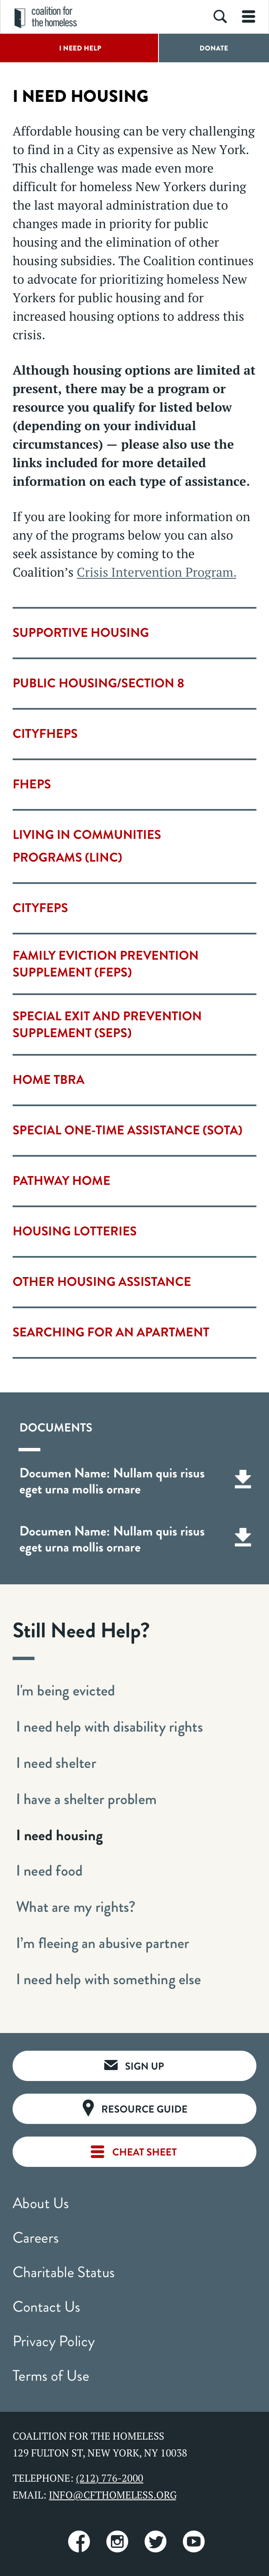 coalition for
the homeless
I NEED HELP
DONATE
I NEED HOUSING
Affordable housing can be very challenging
to find in a City as expensive as New York.
This challenge was made even more
difficult for homeless New Yorkers during
the last mayoral administration due to
changes made in priority for public
housing and the elimination of other
housing subsidies. The Coalition continues
to advocate for prioritizing homeless New
Yorkers for public housing and for
increased housing options to address this
crisis.
Although housing options are limited at
present, there may be a program or
resource you qualify for listed below
(depending on your individual
circumstances) — please also use the
links included for more detailed
information on each type of assistance.
If you are looking for more information on
any of the programs below you can also
seek assistance by coming to the
Coalition’s Crisis Intervention Program.
SUPPORTIVE HOUSING
PUBLIC HOUSING/SECTION 8
CITYFHEPS
FHEPS
LIVING IN COMMUNITIES
PROGRAMS (LINC)
CITYFEPS
FAMILY EVICTION PREVENTION
SUPPLEMENT (FEPS)
SPECIAL EXIT AND PREVENTION
SUPPLEMENT (SEPS)
HOME TBRA
SPECIAL ONE-TIME ASSISTANCE (SOTA)
PATHWAY HOME
HOUSING LOTTERIES
OTHER HOUSING ASSISTANCE
SEARCHING FOR AN APARTMENT
DOCUMENTS
Documen Name: Nullam quis risus
eget urna mollis ornare
Documen Name: Nullam quis risus
eget urna mollis ornare
Still Need Help?
I'm being evicted
I need help with disability rights
I need shelter
I have a shelter problem
I need housing
I need food
What are my rights?
I’m fleeing an abusive partner
I need help with something else
SIGN UP
RESOURCE GUIDE
CHEAT SHEET
About Us
Careers
Charitable Status
Contact Us
Privacy Policy
Terms of Use
COALITION FOR THE HOMELESS
129 FULTON ST, NEW YORK, NY 10038
TELEPHONE: (212) 776-2000
EMAIL: INFO@CFTHOMELESS.ORG